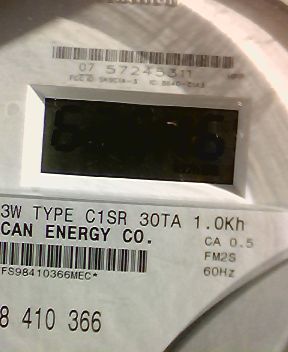 07 57245311
3W TYPE C1SR 30TA 1.0Kh
CAN ENERGY CO.
CA 0.5
FM2S
60Hz
FS98410366MEC*
8 410 366